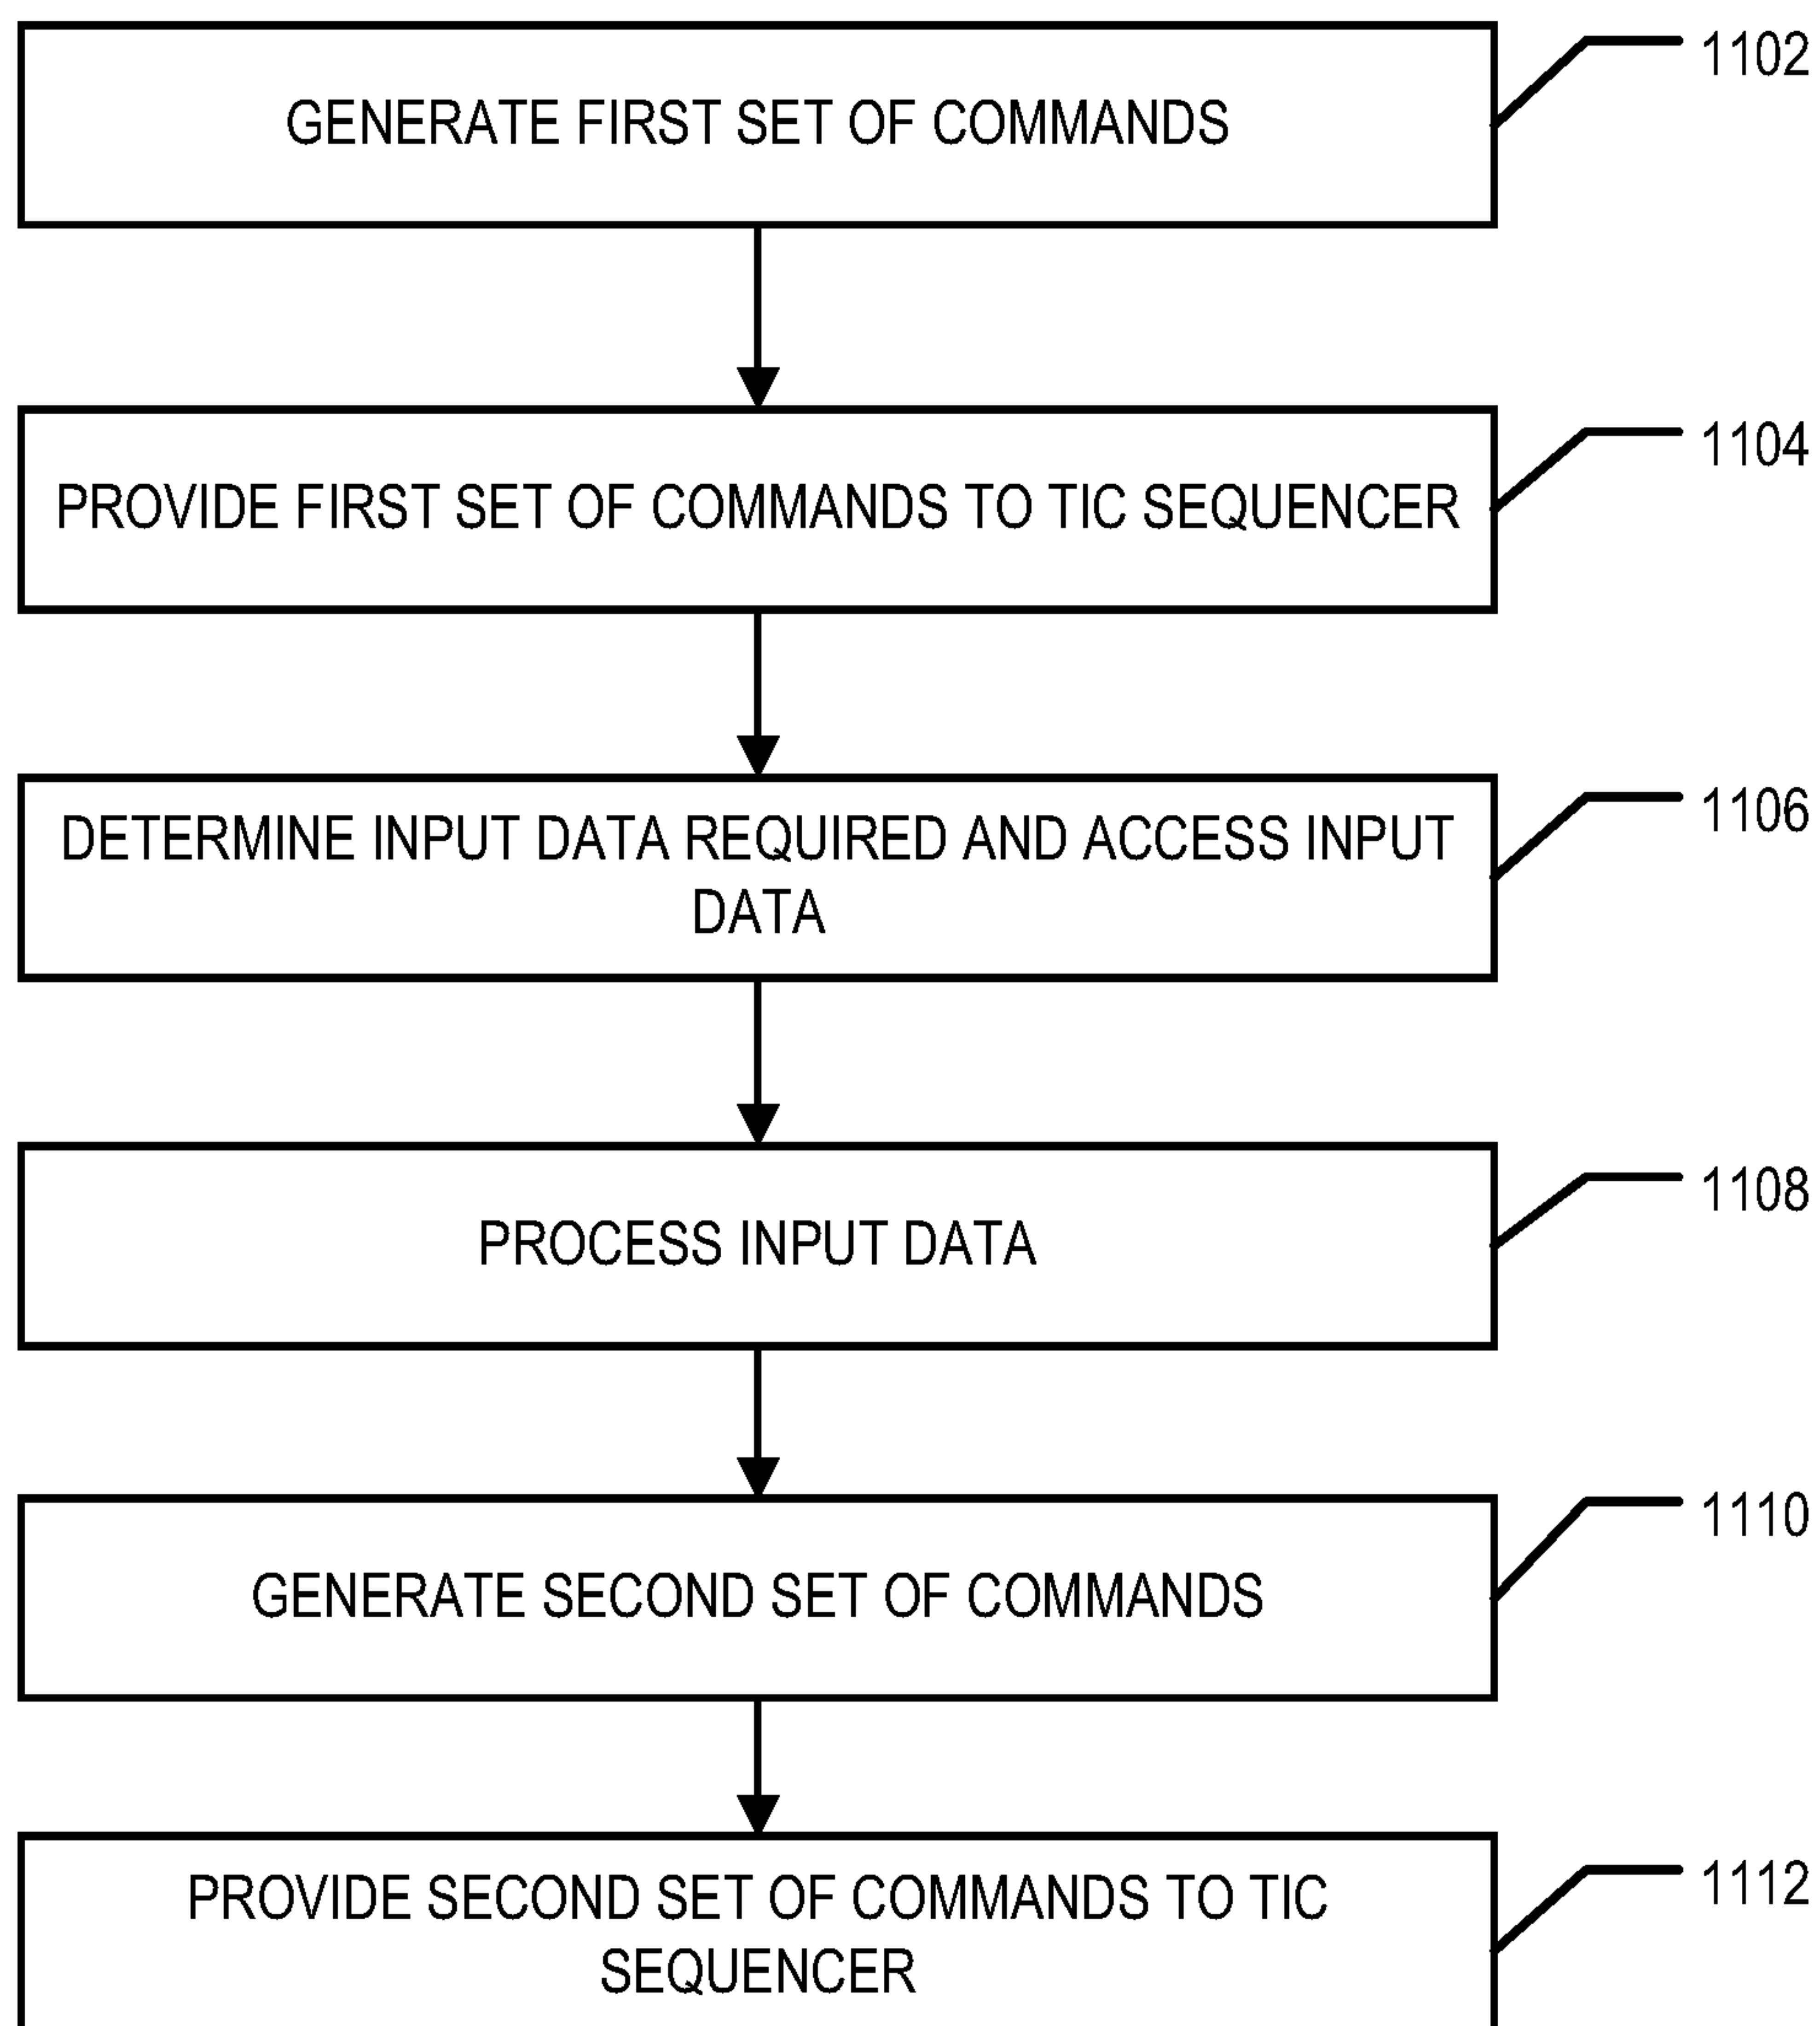 GENERATE FIRST SET OF COMMANDS
1102
PROVIDE FIRST SET OF COMMANDS TO TIC SEQUENCER
1104
DETERMINE INPUT DATA REQUIRED AND ACCESS INPUT
DATA
1106
PROCESS INPUT DATA
1108
GENERATE SECOND SET OF COMMANDS
1110
PROVIDE SECOND SET OF COMMANDS TO TIC
SEQUENCER
1112